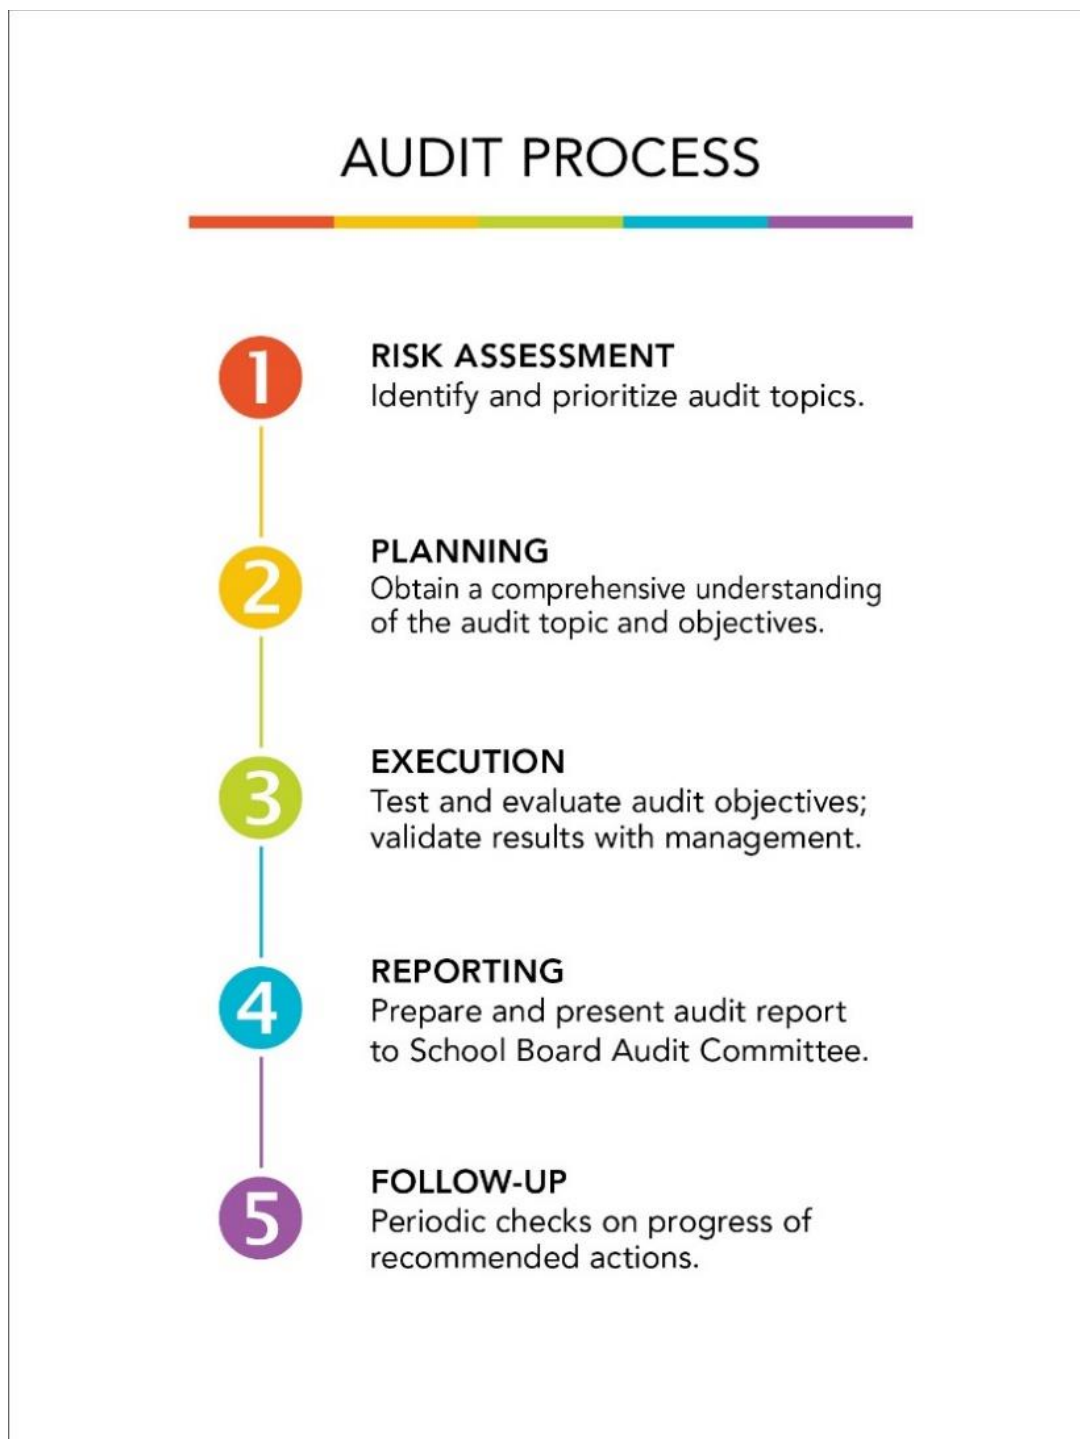 AUDIT PROCESS
1
RISK ASSESSMENT
Identify and prioritize audit topics.
2
PLANNING
Obtain a comprehensive understanding
of the audit topic and objectives.
3
EXECUTION
Test and evaluate audit objectives;
validate results with management.
4
REPORTING
Prepare and present audit report
to School Board Audit Committee.
5
FOLLOW-UP
Periodic checks on progress of
recommended actions.